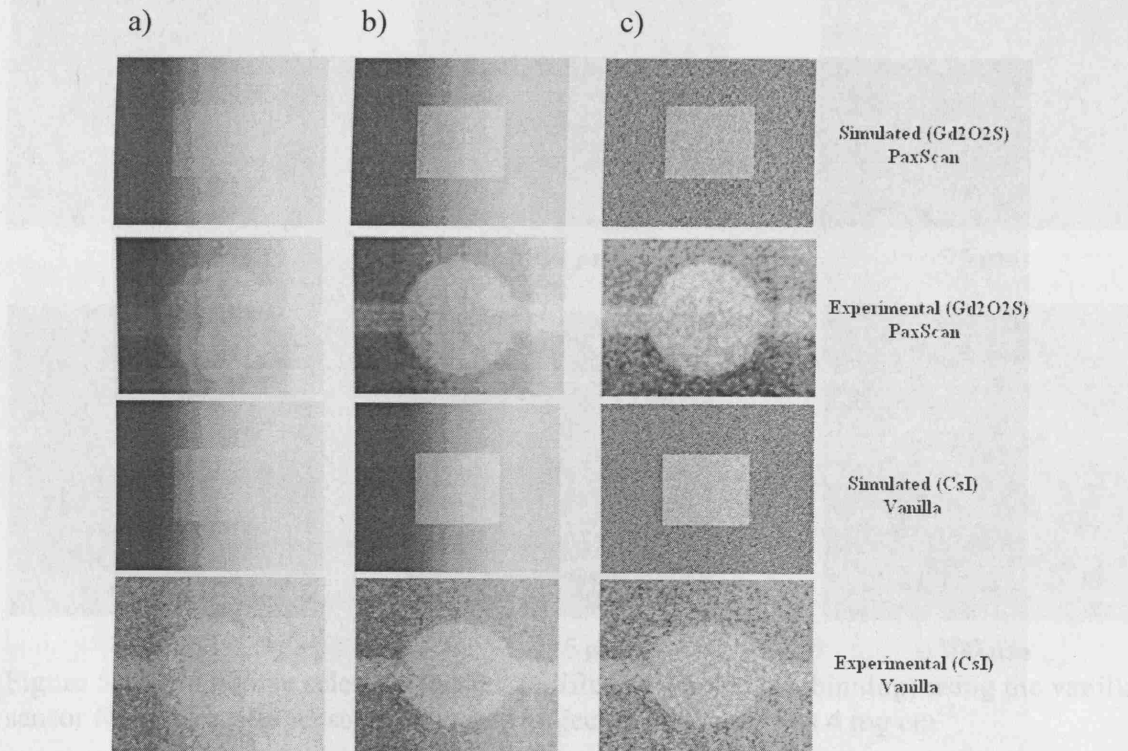 a) b) c)
Simulated (Gd2O2S)
PaxScan
Experimental (Gd2O2S)
PaxScan
Simulated (CsI)
Vanilla
Experimental (CsI)
Vanilla